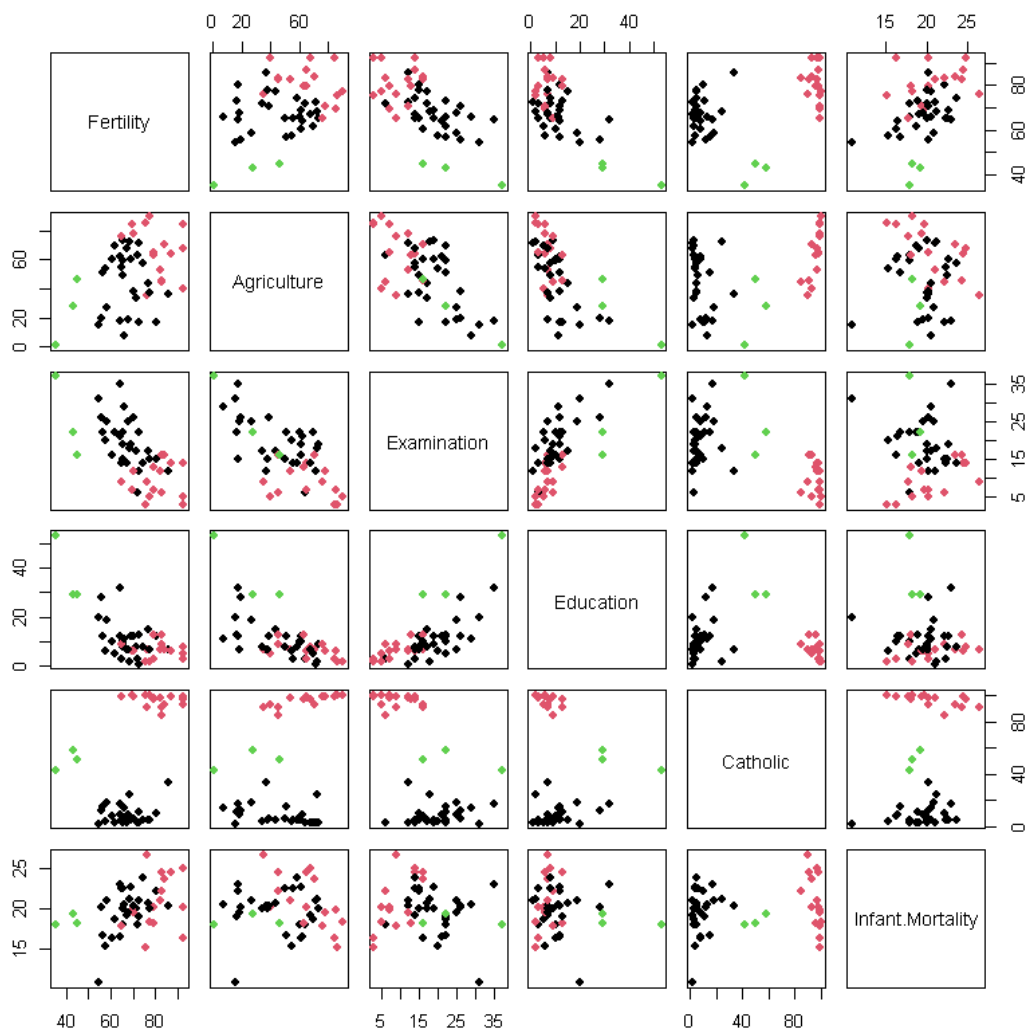 0 20 60
0 20 40
15 20 25
Fertility
40 60 80
0 20 60
Agriculture
Examination
5 15 25 35
0 20 40
Education
Catholic
0 40 80
15 20 25
Infant.Mortality
40 60 80
5 15 25 35
0 20 40 80